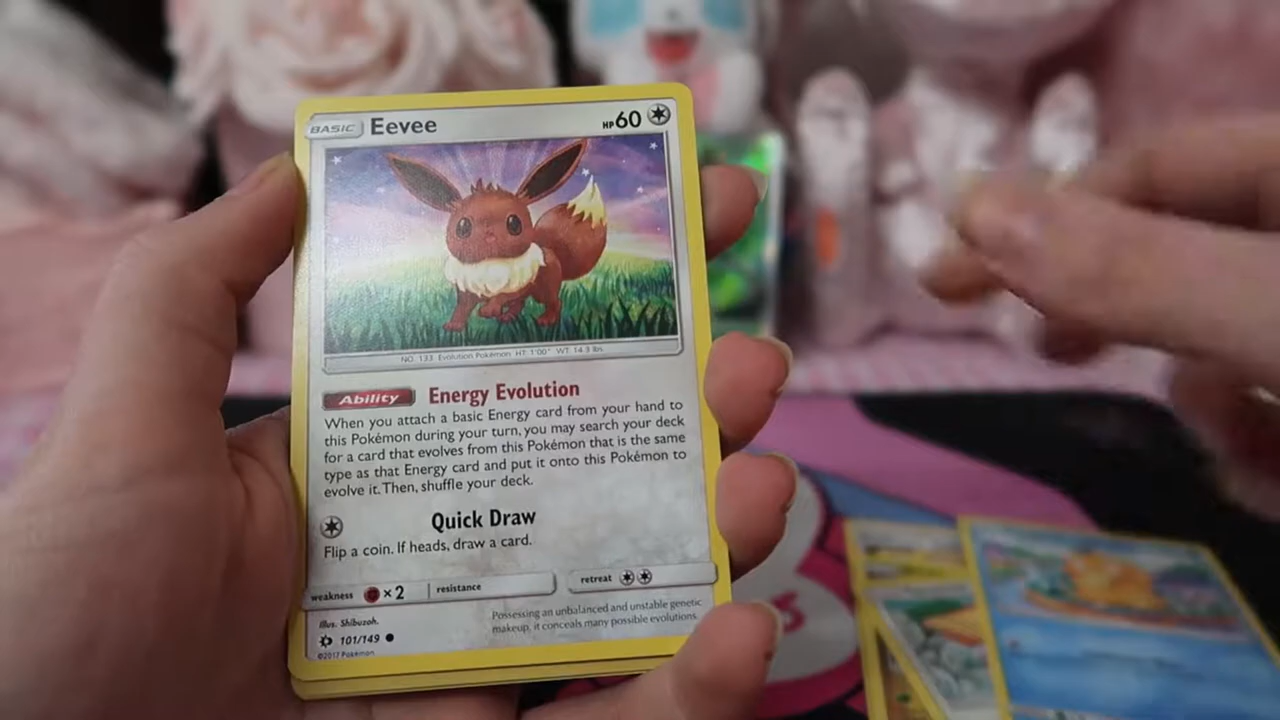 BASIC Eevee HP60
NO. 133 Evolution Pokémon HT: 1'00" WT: 14.3 lbs
Ability Energy Evolution
When you attach a basic Energy card from your hand to
this Pokémon during your turn, you may search your deck
for a card that evolves from this Pokémon that is the same
type as that Energy card and put it onto this Pokémon to
evolve it. Then, shuffle your deck.
Quick Draw
Flip a coin. If heads, draw a card.
weakness ×2 resistance retreat
Illus. Shibuzoh.
Possessing an unbalanced and unstable genetic
makeup, it conceals many possible evolutions.
101/149
©2017 Pokémon